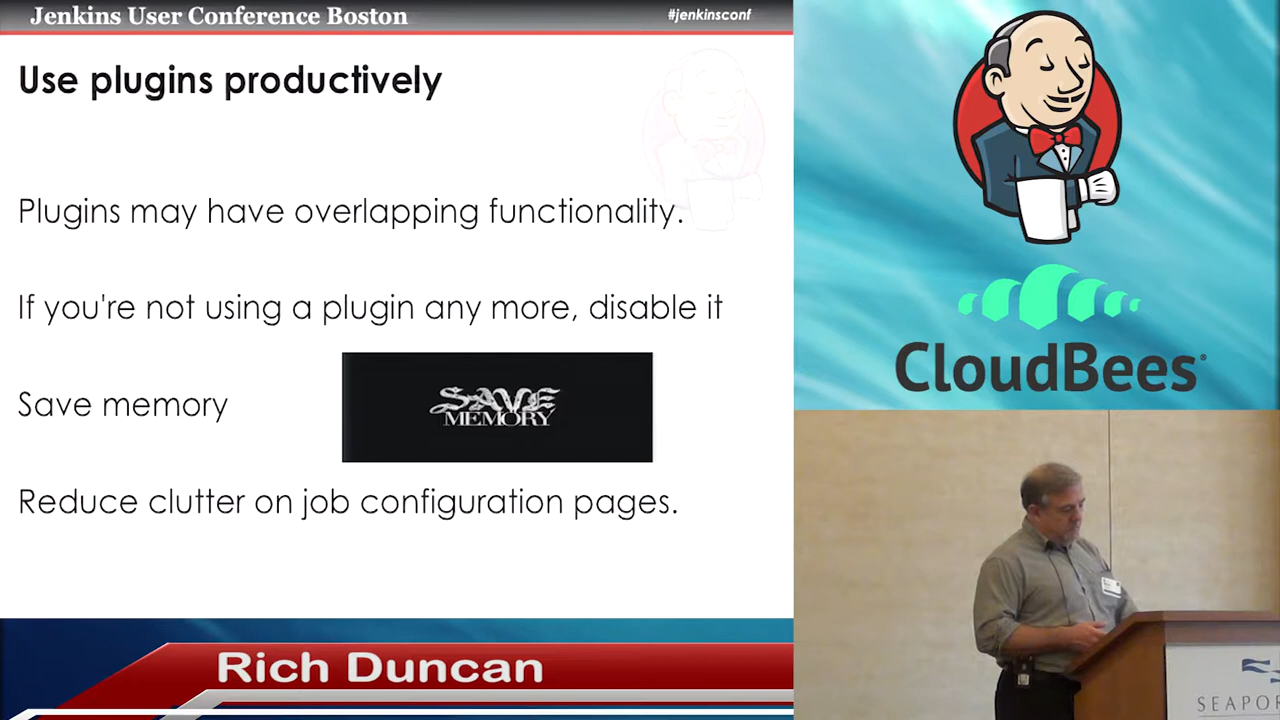 Jenkins User Conference Boston
#jenkinsconf
Use plugins productively
Plugins may have overlapping functionality.
If you're not using a plugin any more, disable it
Save memory
SAVE
MEMORY
Reduce clutter on job configuration pages.
Rich Duncan
CloudBees